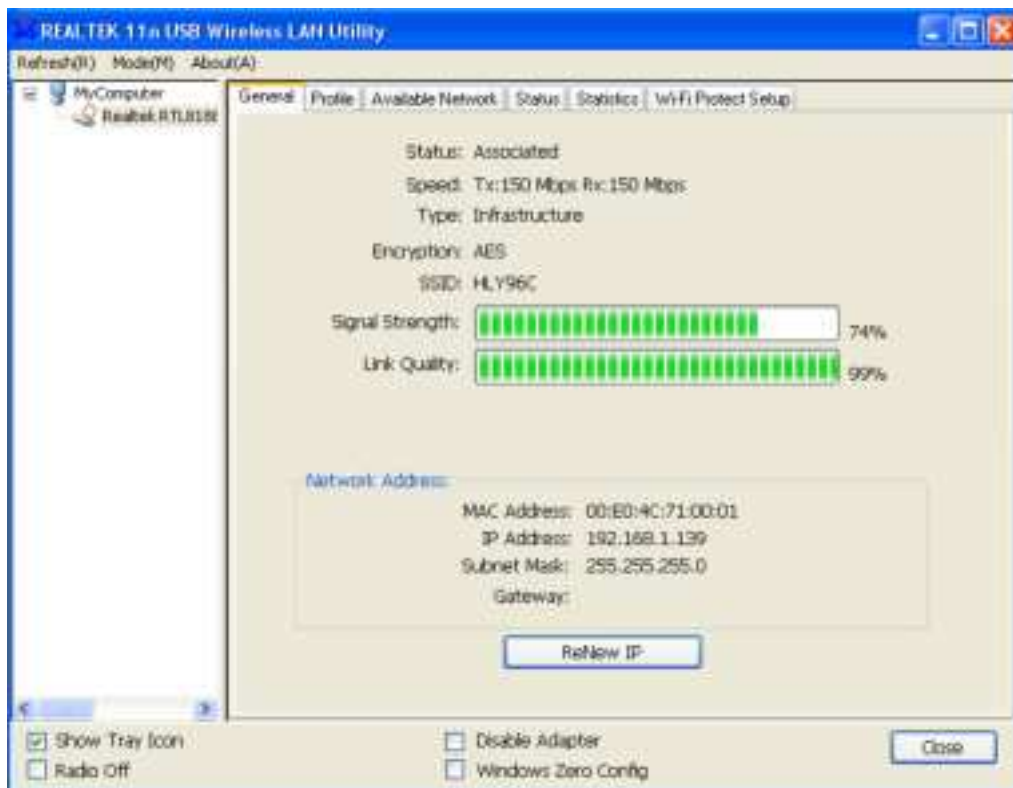 REALTEK 11n USB Wireless LAN Utility
Refresh(R) Mode(M) About(A)
MyComputer
Realtek RTL818
General Profile Available Network Status Statistics Wi-Fi Protect Setup
Status: Associated
Speed: Tx:150 Mbps Rx:150 Mbps
Type: Infrastructure
Encryption: AES
SSID: HLY96C
Signal Strength: 74%
Link Quality: 99%
Network Address:
MAC Address: 00:E0:4C:71:00:01
IP Address: 192.168.1.139
Subnet Mask: 255.255.255.0
Gateway:
ReNew IP
Show Tray Icon
Disable Adapter
Close
Radio Off
Windows Zero Config